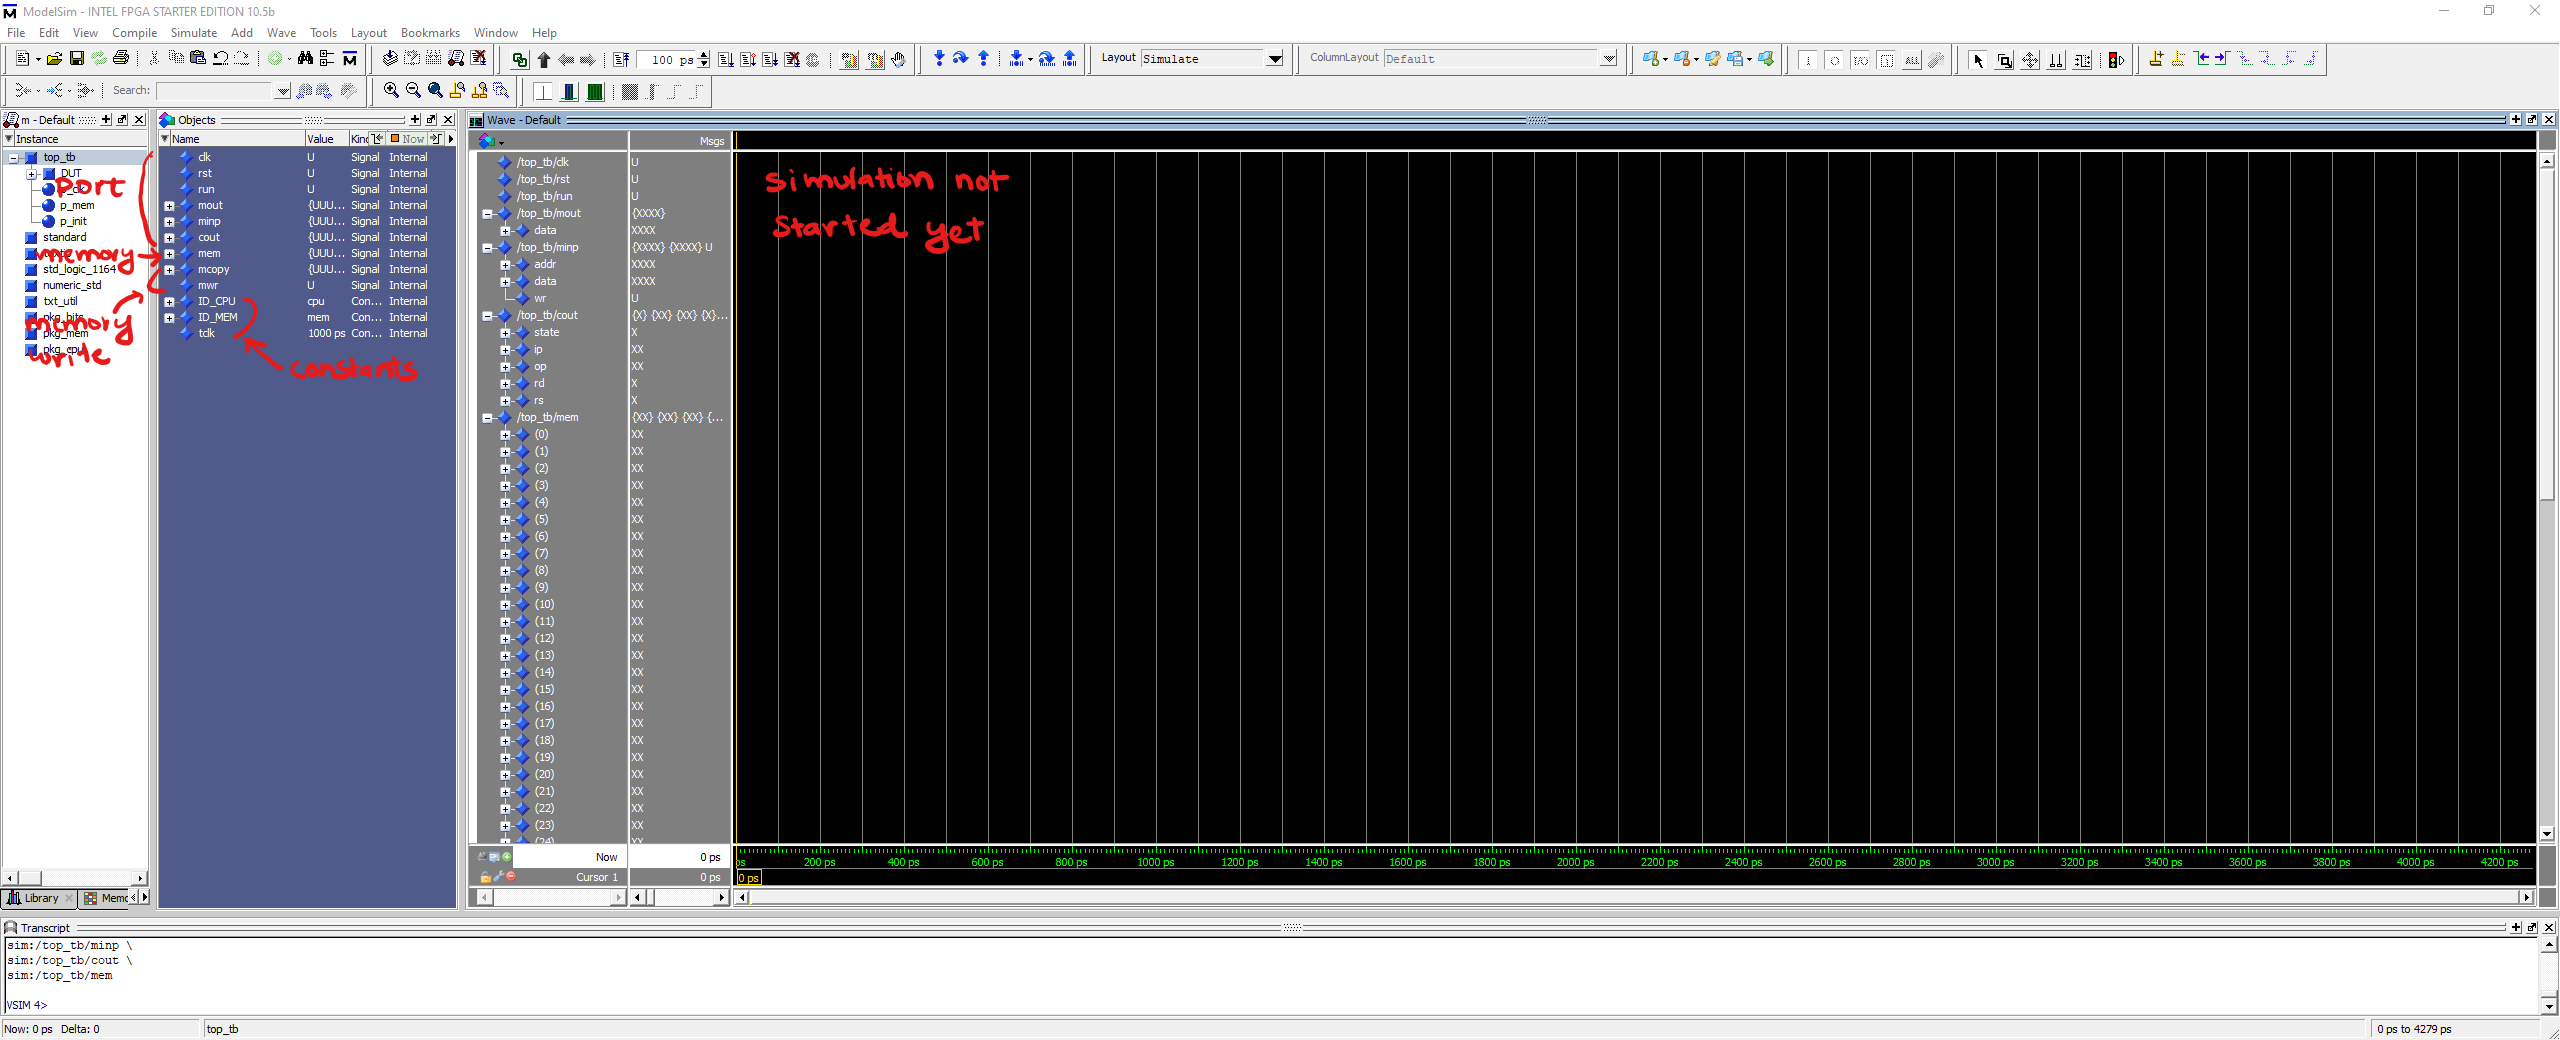 ModelSim - INTEL FPGA STARTER EDITION 10.5b
File Edit View Compile Simulate Add Wave Tools Layout Bookmarks Window Help
100 ps
Layout Simulate
ColumnLayout Default
Search:
m - Default
Instance
top_tb
DUT
p_mem
p_init
standard
std_logic_1164
numeric_std
txt_util
pkg_mem
Port
memory
memory
write
Library
Objects
Name Value Now
clk U Signal Internal
rst U Signal Internal
run U Signal Internal
mout {UUU... Signal Internal
minp {UUU... Signal Internal
cout {UUU... Signal Internal
mem {UUU... Signal Internal
mcopy {UUU... Signal Internal
mwr U Signal Internal
ID_CPU cpu Con... Internal
ID_MEM mem Con... Internal
tclk 1000 ps Con... Internal
constants
Wave - Default
Msgs
/top_tb/clk U
/top_tb/rst U
/top_tb/run U
/top_tb/mout {XXXX}
data XXXX
/top_tb/minp {XXXX} {XXXX} U
addr XXXX
data XXXX
wr U
/top_tb/cout {X} {XX} {XX} {X}...
state X
ip XX
op XX
rd X
rs X
/top_tb/mem {XX} {XX} {XX} {...
(0) XX
(1) XX
(2) XX
(3) XX
(4) XX
(5) XX
(6) XX
(7) XX
(8) XX
(9) XX
(10) XX
(11) XX
(12) XX
(13) XX
(14) XX
(15) XX
(16) XX
(17) XX
(18) XX
(19) XX
(20) XX
(21) XX
(22) XX
(23) XX
simulation not
started yet
Now 0 ps
Cursor 1 0 ps
200 ps 400 ps 600 ps 800 ps 1000 ps 1200 ps 1400 ps 1600 ps 1800 ps 2000 ps 2200 ps 2400 ps 2600 ps 2800 ps 3000 ps 3200 ps 3400 ps 3600 ps 3800 ps 4000 ps 4200 ps
0 ps
Transcript
sim:/top_tb/minp \
sim:/top_tb/cout \
sim:/top_tb/mem
VSIM 4>
Now: 0 ps Delta: 0
top_tb
0 ps to 4279 ps